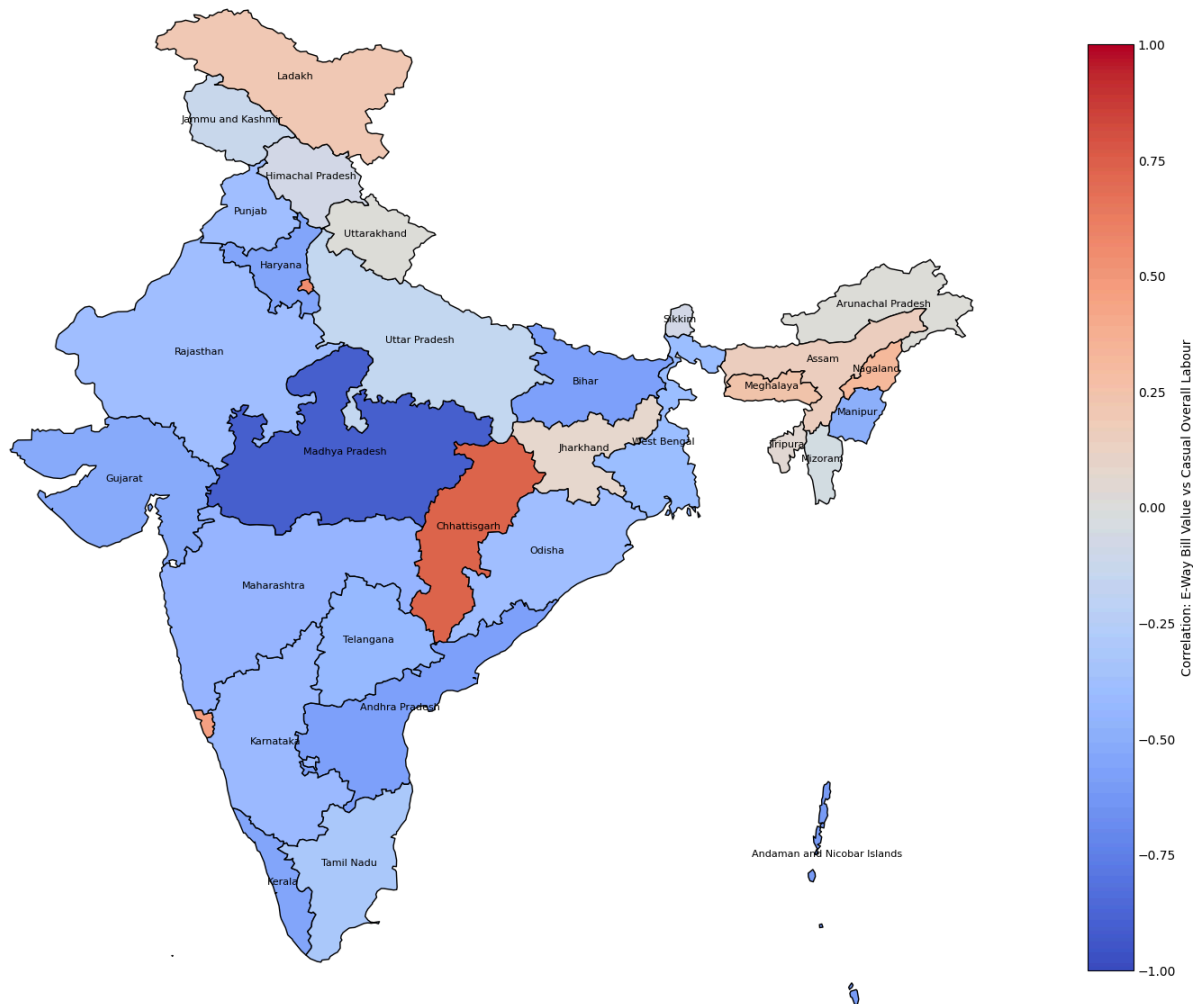 Ladakh
Jammu and Kashmir
Himachal Pradesh
Punjab
Uttarakhand
Haryana
Arunachal Pradesh
Sikkim
Uttar Pradesh
Rajasthan
Assam
Nagaland
Bihar
Meghalaya
Manipur
West Bengal
Tripura
Jharkhand
Madhya Pradesh
Mizoram
Gujarat
Chhattisgarh
Odisha
Maharashtra
Telangana
Andhra Pradesh
Karnataka
Andaman and Nicobar Islands
Tamil Nadu
Kerala
1.00
0.75
0.50
0.25
0.00
−0.25
−0.50
−0.75
−1.00
Correlation: E-Way Bill Value vs Casual Overall Labour